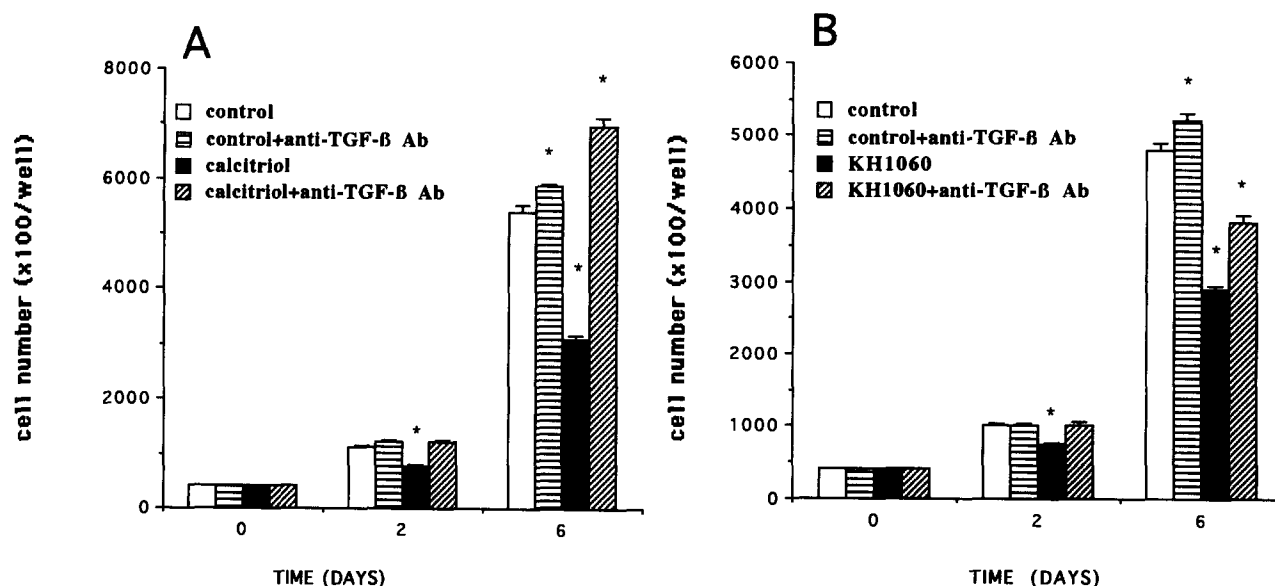 A
cell number (x100/well)
8000
6000
4000
2000
0
control
control+anti-TGF-ß Ab
calcitriol
calcitriol+anti-TGF-ß Ab
*
*
*
*
0
2
6
TIME (DAYS)
B
cell number (x100/well)
6000
5000
4000
3000
2000
1000
0
control
control+anti-TGF-ß Ab
KH1060
KH1060+anti-TGF-ß Ab
*
*
*
*
0
2
6
TIME (DAYS)